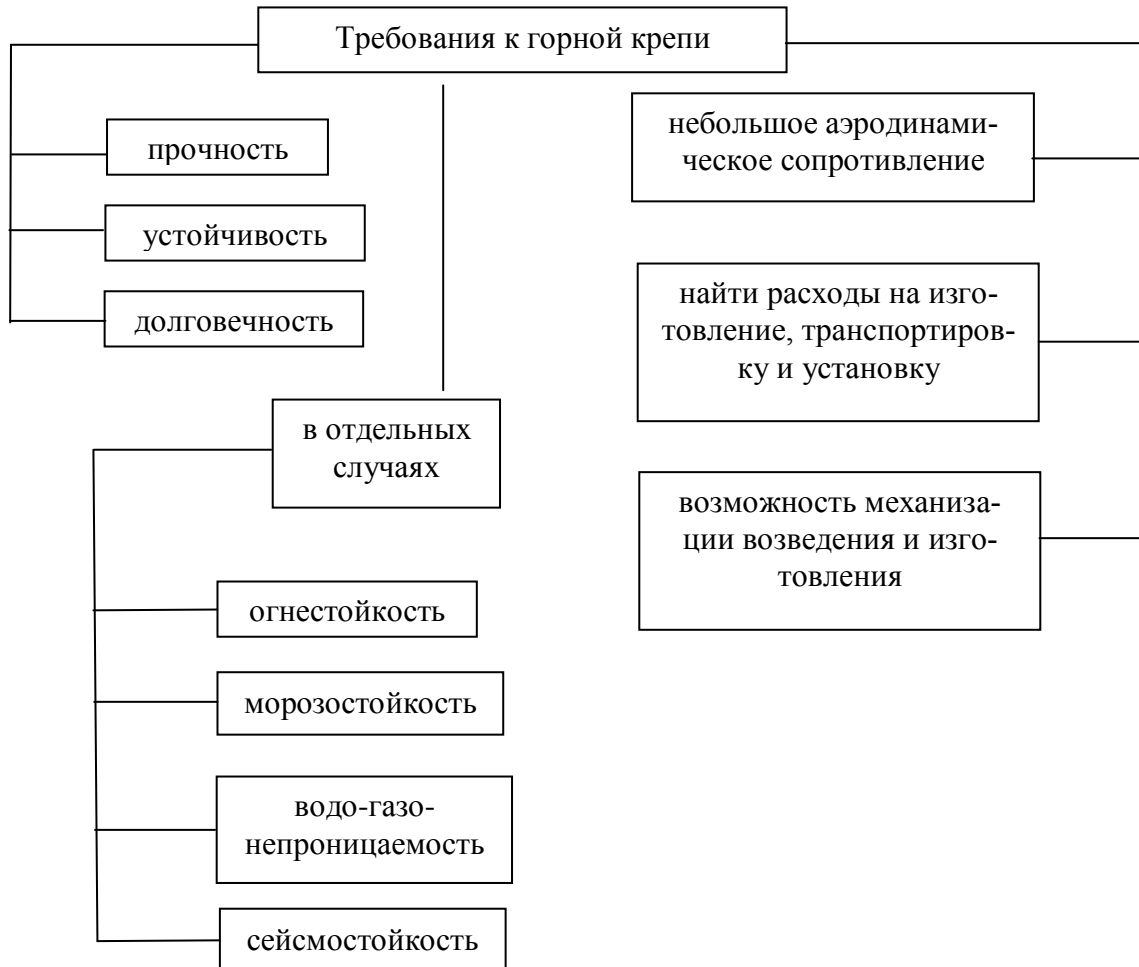 Требования к горной крепи
прочность
устойчивость
долговечность
небольшое аэродинами-
ческое сопротивление
найти расходы на изго-
товление, транспортиров-
ку и установку
возможность механиза-
ции возведения и изго-
товления
в отдельных
случаях
огнестойкость
морозостойкость
водо-газо-
непроницаемость
сейсмостойкость